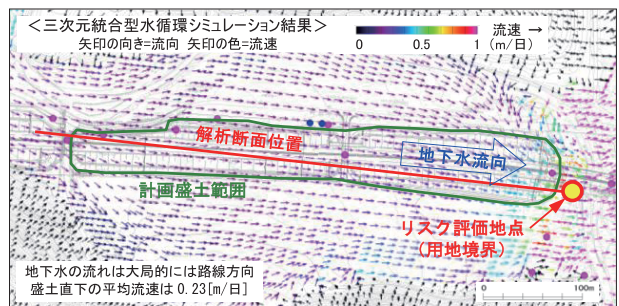 ＜三次元統合型水循環シミュレーション結果＞
矢印の向き=流向 矢印の色=流速
流速 →
0 0.5 1 (m/日)
解析断面位置
地下水流向
計画盛土範囲
リスク評価地点
(用地境界)
地下水の流れは大局的には路線方向
盛土直下の平均流速は 0.23[m/日]
0 100m